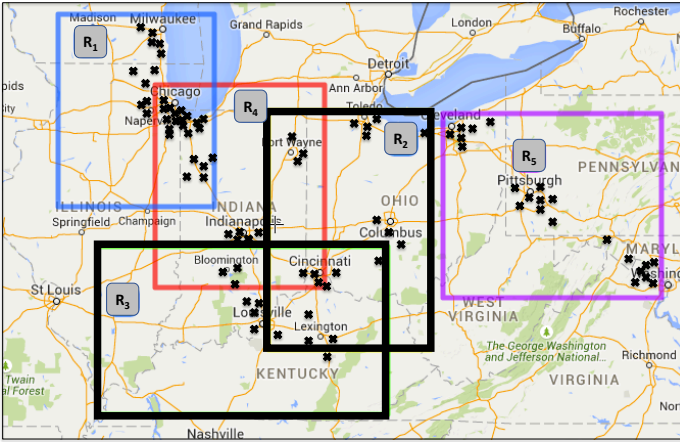 Madison
Milwaukee
Grand Rapids
London
Rochester
Buffalo
R1
Detroit
Ann Arbor
Chicago
Toledo
Cleveland
R4
R2
R5
Fort Wayne
Pittsburgh
PENNSYLVAN
ILLINOIS
INDIANA
OHIO
Springfield
Champaign
Indianapolis
Columbus
MARYL
Washing
Bloomington
Cincinnati
St Louis
R3
WEST
VIRGINIA
Louisville
Lexington
The George Washington
and Jefferson National...
Richmond
KENTUCKY
VIRGINIA
Twain
al Forest
Nashville
Nor